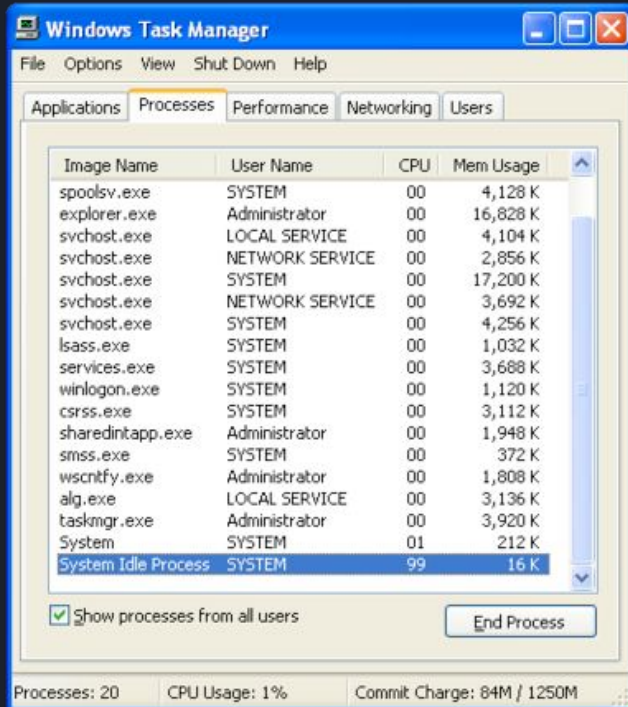 Windows Task Manager
File Options View Shut Down Help
Applications Processes Performance Networking Users
Image Name User Name CPU Mem Usage
spoolsv.exe SYSTEM 00 4,128 K
explorer.exe Administrator 00 16,828 K
svchost.exe LOCAL SERVICE 00 4,104 K
svchost.exe NETWORK SERVICE 00 2,856 K
svchost.exe SYSTEM 00 17,200 K
svchost.exe NETWORK SERVICE 00 3,692 K
svchost.exe SYSTEM 00 4,256 K
lsass.exe SYSTEM 00 1,032 K
services.exe SYSTEM 00 3,688 K
winlogon.exe SYSTEM 00 1,120 K
csrss.exe SYSTEM 00 3,112 K
sharedintapp.exe Administrator 00 1,948 K
smss.exe SYSTEM 00 372 K
wscntfy.exe Administrator 00 1,808 K
alg.exe LOCAL SERVICE 00 3,136 K
taskmgr.exe Administrator 00 3,920 K
System SYSTEM 01 212 K
System Idle Process SYSTEM 99 16 K
Show processes from all users End Process
Processes: 20 CPU Usage: 1% Commit Charge: 84M / 1250M